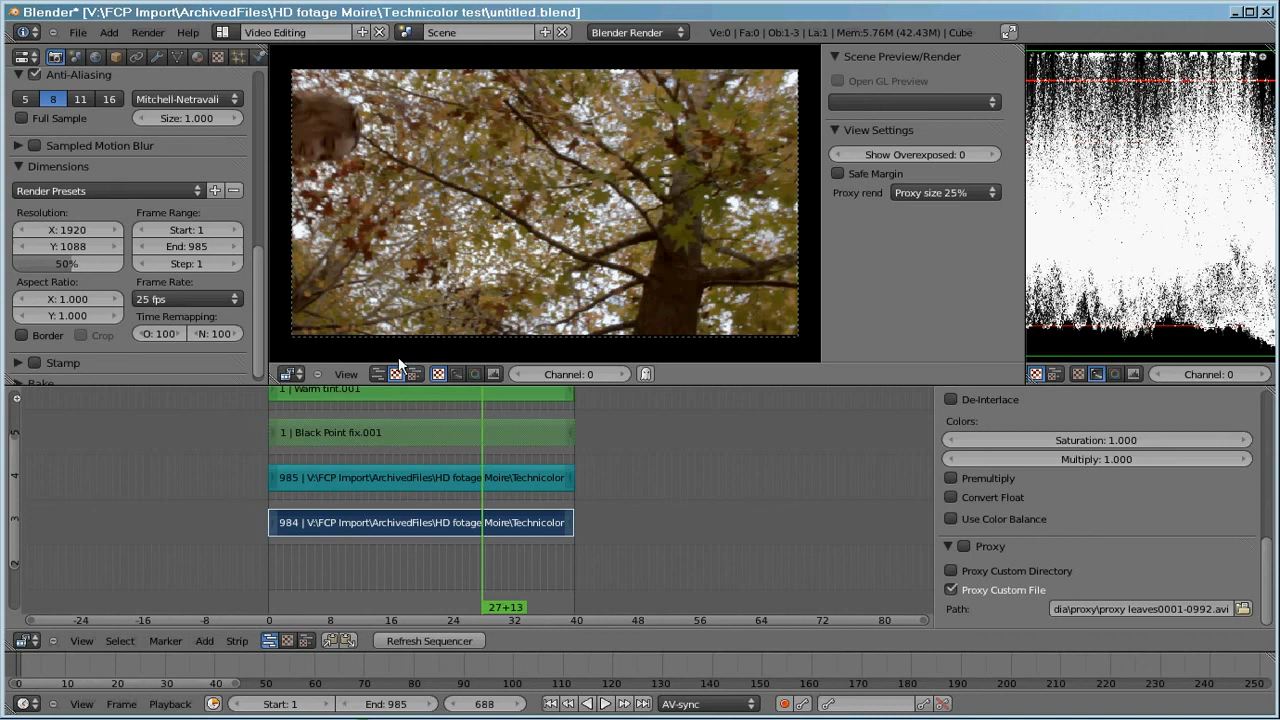 Blender* [V:\FCP Import\ArchivedFiles\HD fotage Moire\Technicolor test\untitled.blend]
File Add Render Help Video Editing Scene Blender Render Ve:0 | Fa:0 | Ob:1-3 | La:1 | Mem:5.76M (42.43M) | Cube
Anti-Aliasing
5 8 11 16 Mitchell-Netravali
Full Sample Size: 1.000
Sampled Motion Blur
Dimensions
Render Presets
Resolution: Frame Range:
X: 1920 Start: 1
Y: 1088 End: 985
50% Step: 1
Aspect Ratio: Frame Rate:
X: 1.000 25 fps
Y: 1.000 Time Remapping:
Border Crop O: 100 N: 100
Stamp
Bake
Scene Preview/Render
Open GL Preview
View Settings
Show Overexposed: 0
Safe Margin
Proxy rend Proxy size 25%
View Channel: 0
Channel: 0
1 | Warm tint.001
1 | Black Point fix.001
985 | V:\FCP Import\ArchivedFiles\HD fotage Moire\Technicolor
984 | V:\FCP Import\ArchivedFiles\HD fotage Moire\Technicolor
5
4
3
2
27+13
-24 -16 -8 0 8 16 24 32 40 48 56 64 72 80
De-Interlace
Colors:
Saturation: 1.000
Multiply: 1.000
Premultiply
Convert Float
Use Color Balance
Proxy
Proxy Custom Directory
Proxy Custom File
Path: dia\proxy\proxy leaves0001-0992.avi
View Select Marker Add Strip Refresh Sequencer
0 10 20 30 40 50 60 70 80 90 100 110 120 130 140 150 160 170 180 190 200 210 220 230 240 250
View Frame Playback Start: 1 End: 985 688 AV-sync